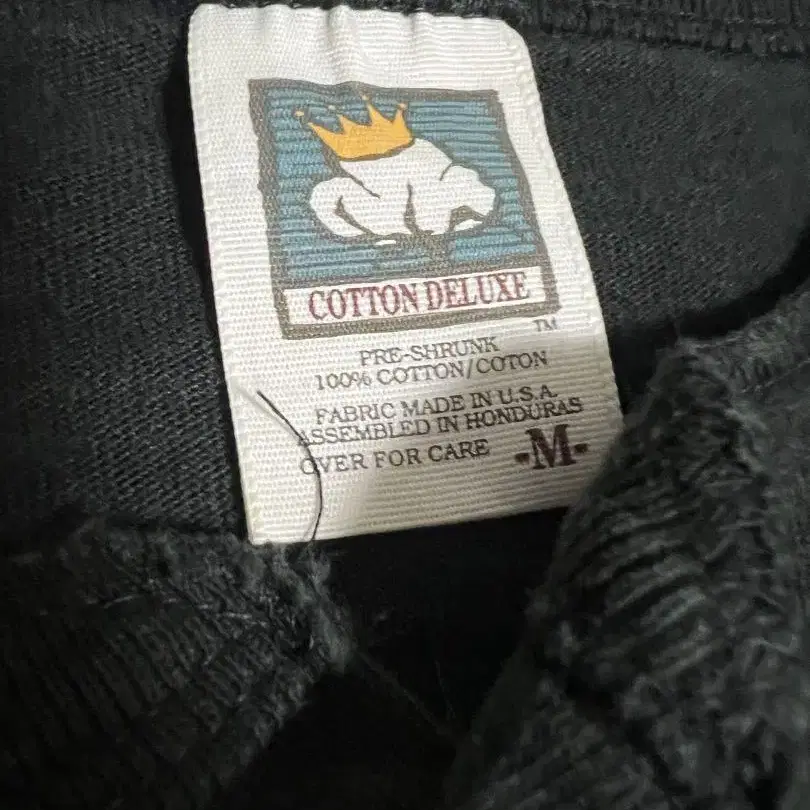 COTTON DELUXE
TM
PRE-SHRUNK
100% COTTON/COTON
FABRIC MADE IN U.S.A.
ASSEMBLED IN HONDURAS
OVER FOR CARE
-M-